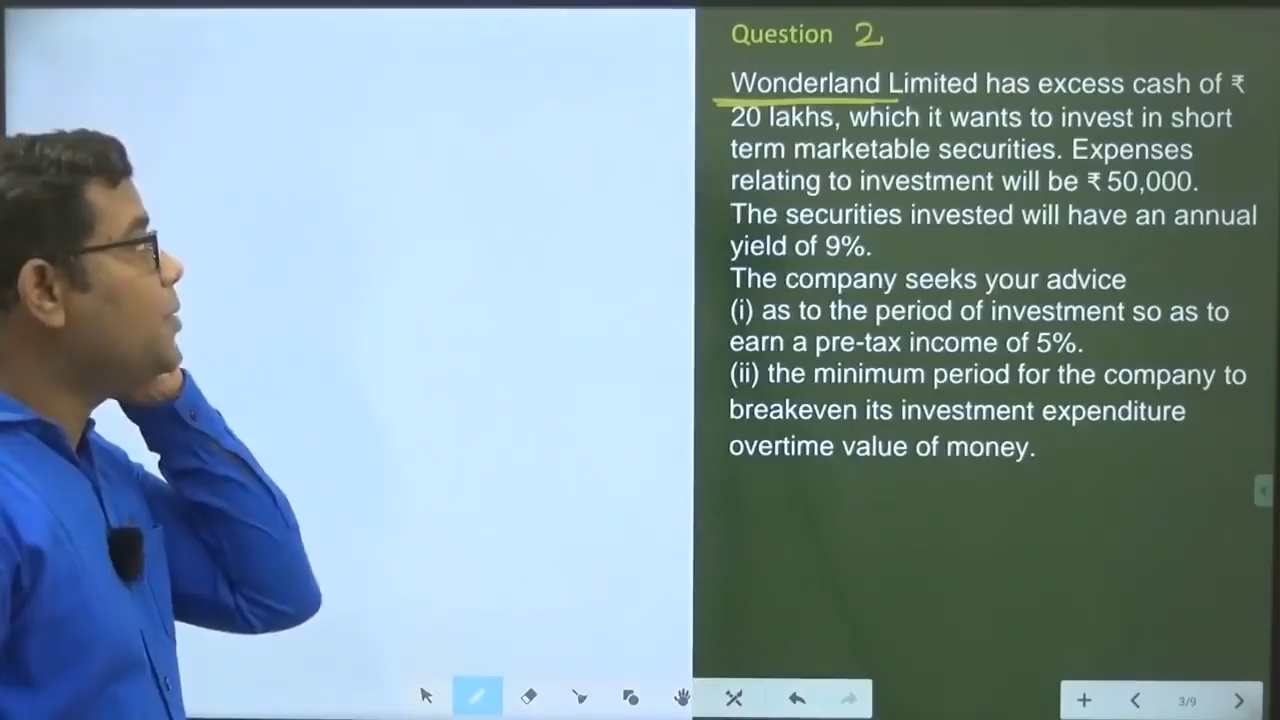 Question 2
Wonderland Limited has excess cash of ₹
20 lakhs, which it wants to invest in short
term marketable securities. Expenses
relating to investment will be ₹ 50,000.
The securities invested will have an annual
yield of 9%.
The company seeks your advice
(i) as to the period of investment so as to
earn a pre-tax income of 5%.
(ii) the minimum period for the company to
breakeven its investment expenditure
overtime value of money.
3/9